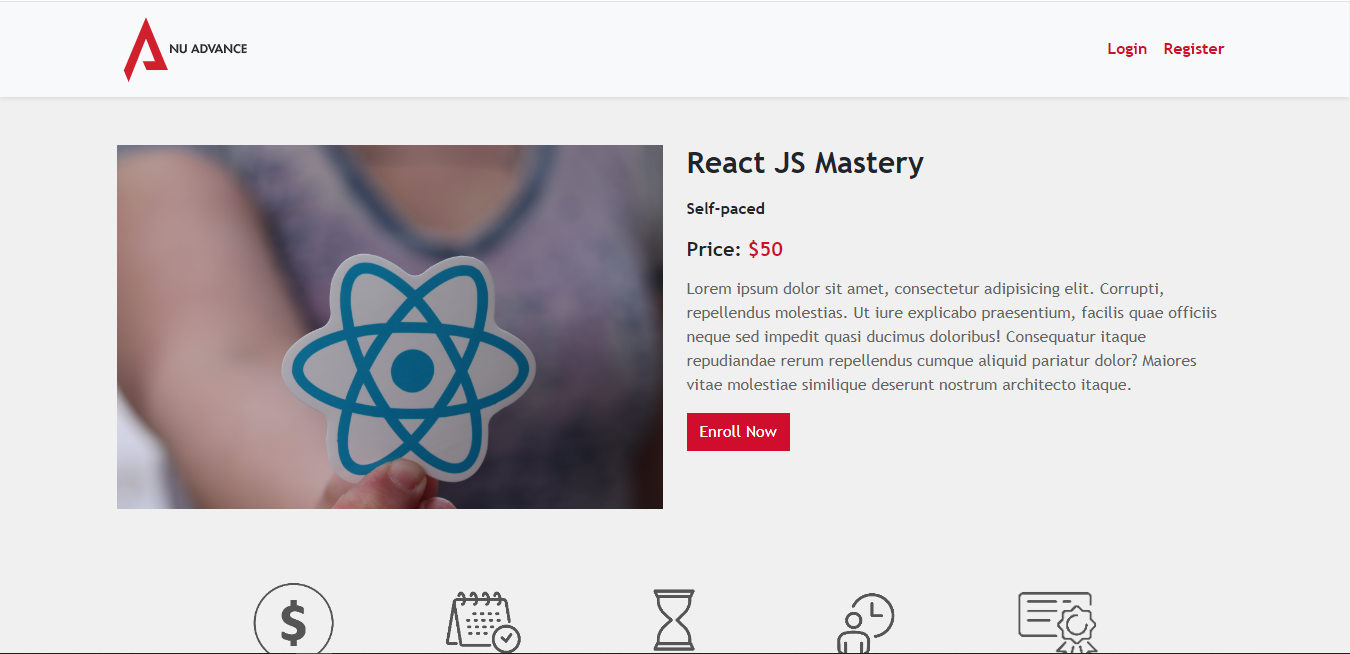 NU ADVANCE
Login Register
React JS Mastery
Self-paced
Price: $50
Lorem ipsum dolor sit amet, consectetur adipisicing elit. Corrupti,
repellendus molestias. Ut iure explicabo praesentium, facilis quae officiis
neque sed impedit quasi ducimus doloribus! Consequatur itaque
repudiandae rerum repellendus cumque aliquid pariatur dolor? Maiores
vitae molestiae similique deserunt nostrum architecto itaque.
Enroll Now
$